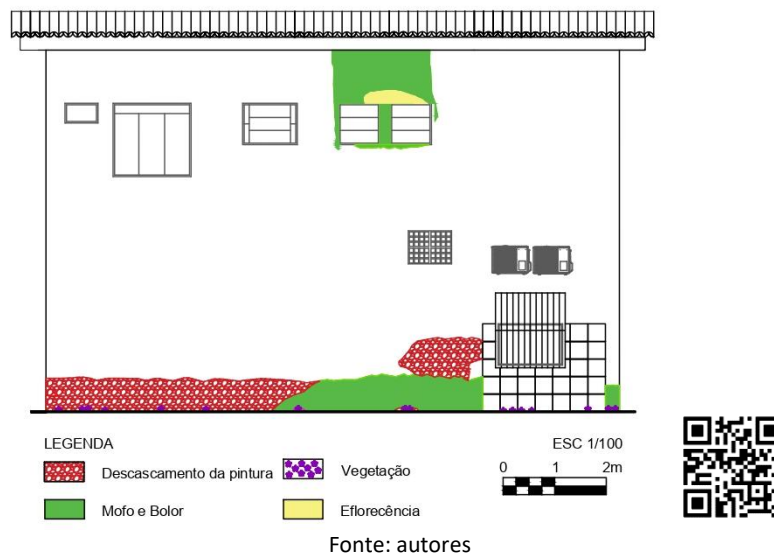 LEGENDA
Descascamento da pintura
Vegetação
Mofo e Bolor
Eflorecência
ESC 1/100
0 1 2m
Fonte: autores